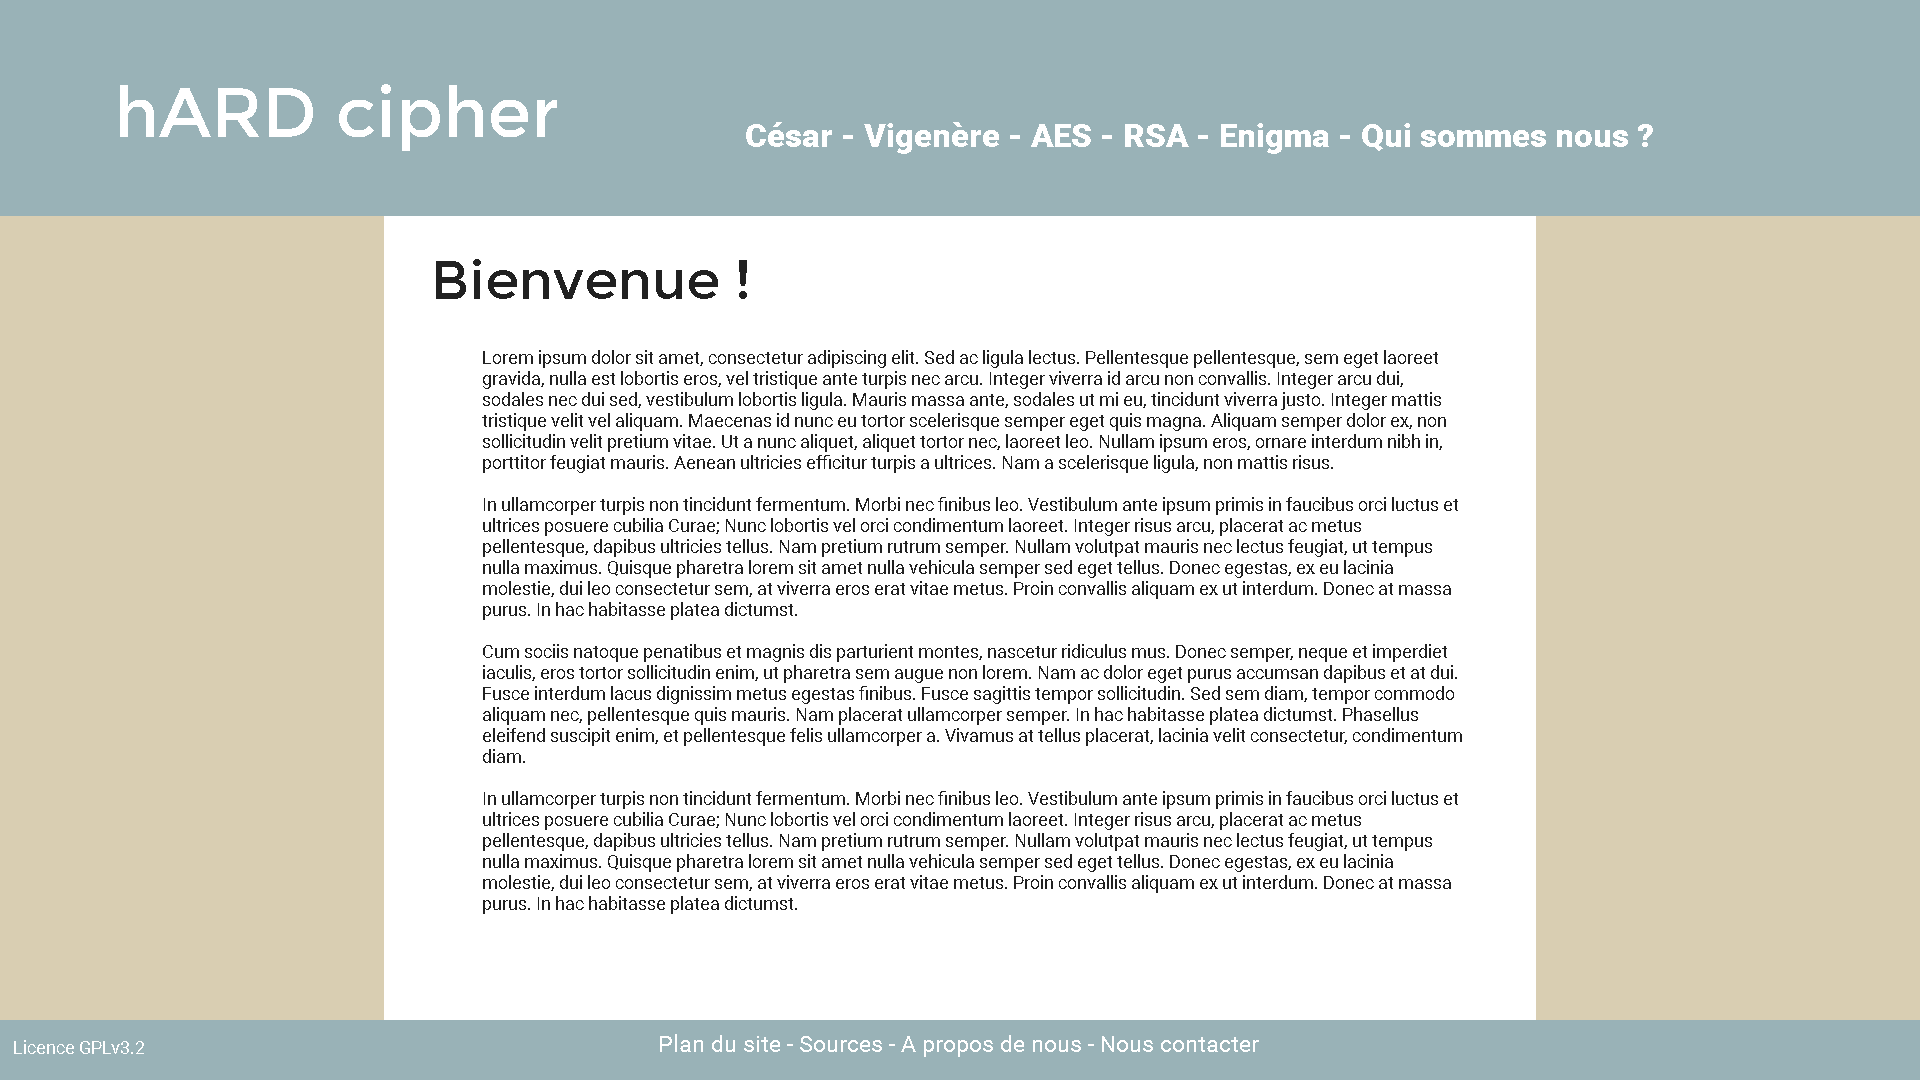 hARD cipher
César - Vigenère - AES - RSA - Enigma - Qui sommes nous ?
Bienvenue !
Lorem ipsum dolor sit amet, consectetur adipiscing elit. Sed ac ligula lectus. Pellentesque pellentesque, sem eget laoreet
gravida, nulla est lobortis eros, vel tristique ante turpis nec arcu. Integer viverra id arcu non convallis. Integer arcu dui,
sodales nec dui sed, vestibulum lobortis ligula. Mauris massa ante, sodales ut mi eu, tincidunt viverra justo. Integer mattis
tristique velit vel aliquam. Maecenas id nunc eu tortor scelerisque semper eget quis magna. Aliquam semper dolor ex, non
sollicitudin velit pretium vitae. Ut a nunc aliquet, aliquet tortor nec, laoreet leo. Nullam ipsum eros, ornare interdum nibh in,
porttitor feugiat mauris. Aenean ultricies efficitur turpis a ultrices. Nam a scelerisque ligula, non mattis risus.
In ullamcorper turpis non tincidunt fermentum. Morbi nec finibus leo. Vestibulum ante ipsum primis in faucibus orci luctus et
ultrices posuere cubilia Curae; Nunc lobortis vel orci condimentum laoreet. Integer risus arcu, placerat ac metus
pellentesque, dapibus ultricies tellus. Nam pretium rutrum semper. Nullam volutpat mauris nec lectus feugiat, ut tempus
nulla maximus. Quisque pharetra lorem sit amet nulla vehicula semper sed eget tellus. Donec egestas, ex eu lacinia
molestie, dui leo consectetur sem, at viverra eros erat vitae metus. Proin convallis aliquam ex ut interdum. Donec at massa
purus. In hac habitasse platea dictumst.
Cum sociis natoque penatibus et magnis dis parturient montes, nascetur ridiculus mus. Donec semper, neque et imperdiet
iaculis, eros tortor sollicitudin enim, ut pharetra sem augue non lorem. Nam ac dolor eget purus accumsan dapibus et at dui.
Fusce interdum lacus dignissim metus egestas finibus. Fusce sagittis tempor sollicitudin. Sed sem diam, tempor commodo
aliquam nec, pellentesque quis mauris. Nam placerat ullamcorper semper. In hac habitasse platea dictumst. Phasellus
eleifend suscipit enim, et pellentesque felis ullamcorper a. Vivamus at tellus placerat, lacinia velit consectetur, condimentum
diam.
In ullamcorper turpis non tincidunt fermentum. Morbi nec finibus leo. Vestibulum ante ipsum primis in faucibus orci luctus et
ultrices posuere cubilia Curae; Nunc lobortis vel orci condimentum laoreet. Integer risus arcu, placerat ac metus
pellentesque, dapibus ultricies tellus. Nam pretium rutrum semper. Nullam volutpat mauris nec lectus feugiat, ut tempus
nulla maximus. Quisque pharetra lorem sit amet nulla vehicula semper sed eget tellus. Donec egestas, ex eu lacinia
molestie, dui leo consectetur sem, at viverra eros erat vitae metus. Proin convallis aliquam ex ut interdum. Donec at massa
purus. In hac habitasse platea dictumst.
Licence GPLv3.2
Plan du site - Sources - A propos de nous - Nous contacter